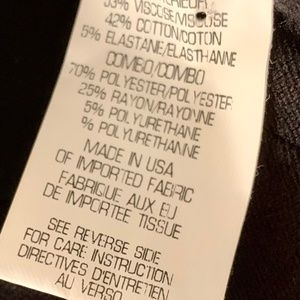 53% VISCOSE/VISCOSE
42% COTTON/COTON
5% ELASTANE/ELASTHANNE
COMBO/COMBO
70% POLYESTER/POLYESTER
25% RAYON/RAYONNE
5% POLYURETHANE
% POLYURETHANE
MADE IN USA
OF IMPORTED FABRIC
FABRIQUE AUX EU
DE IMPORTEE TISSUE
SEE REVERSE SIDE
FOR CARE INSTRUCTION
DIRECTIVES D'ENTRETIEN
AU VERSO